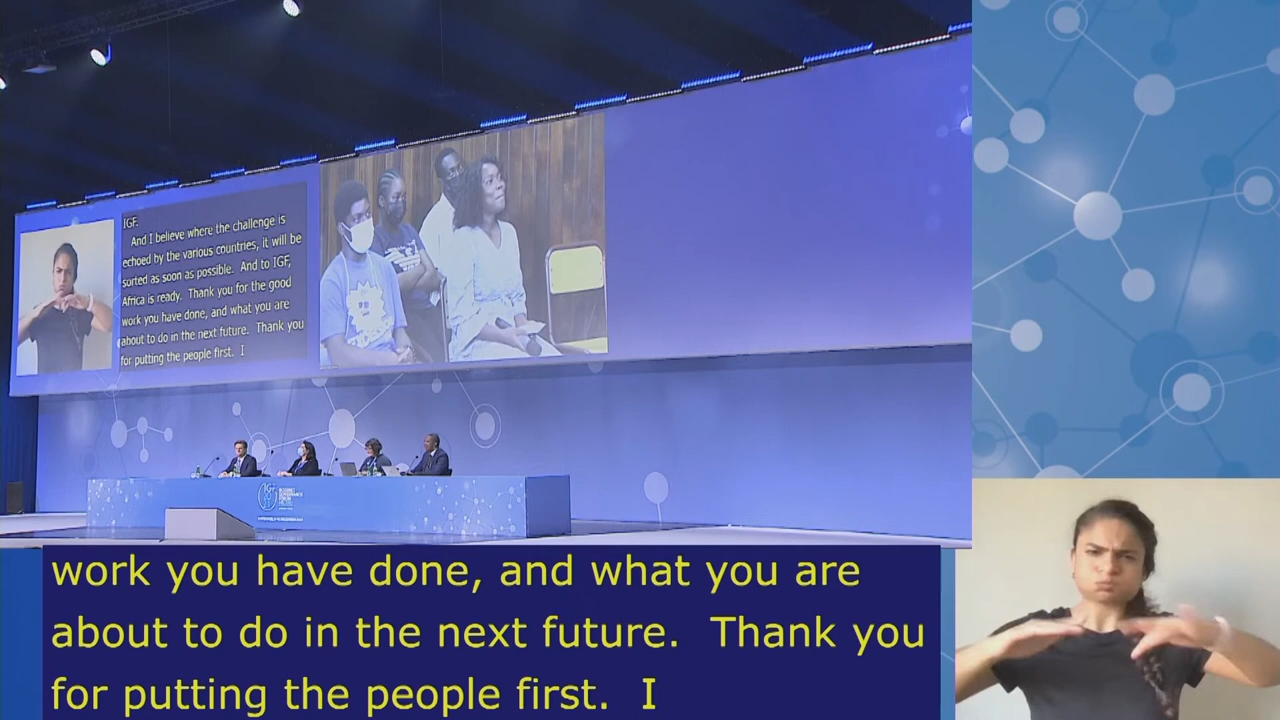 IGF.
And I believe where the challenge is
echoed by the various countries, it will be
sorted as soon as possible. And to IGF,
Africa is ready. Thank you for the good
work you have done, and what you are
about to do in the next future. Thank you
for putting the people first. I
INTERNET
GOVERNANCE
FORUM
work you have done, and what you are
about to do in the next future. Thank you
for putting the people first. I